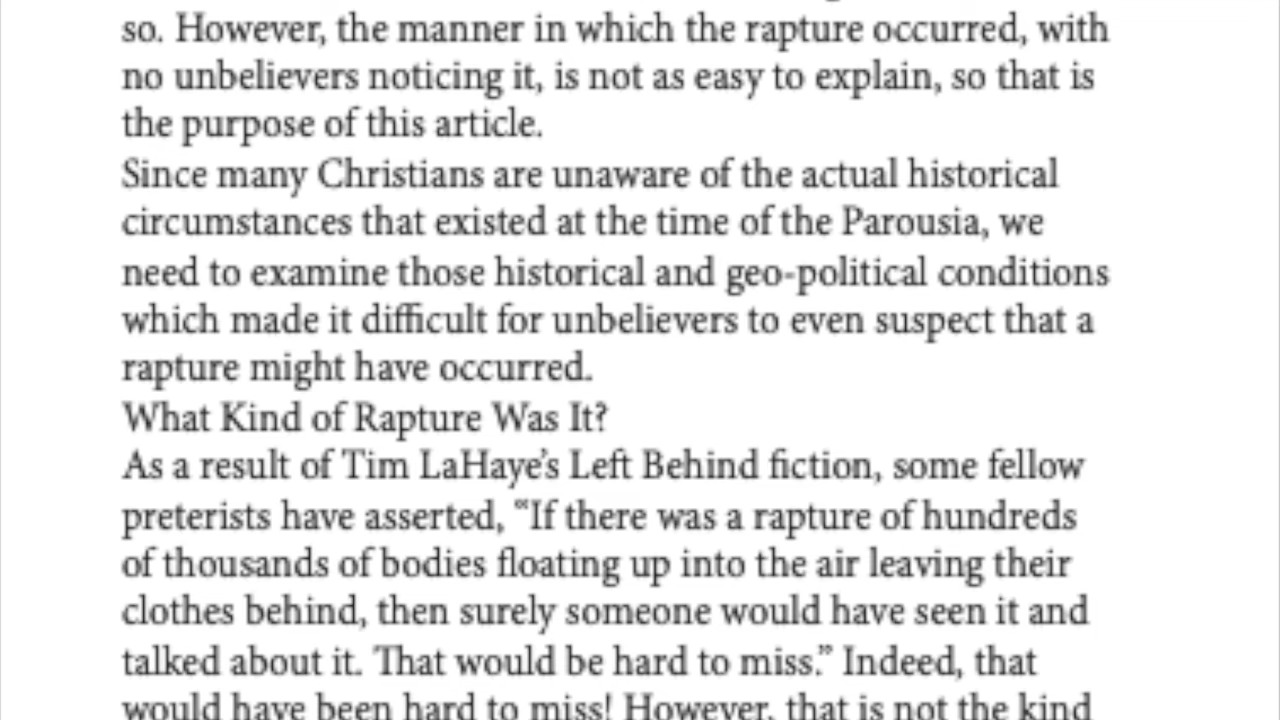 so. However, the manner in which the rapture occurred, with
no unbelievers noticing it, is not as easy to explain, so that is
the purpose of this article.
Since many Christians are unaware of the actual historical
circumstances that existed at the time of the Parousia, we
need to examine those historical and geo-political conditions
which made it difficult for unbelievers to even suspect that a
rapture might have occurred.
What Kind of Rapture Was It?
As a result of Tim LaHaye’s Left Behind fiction, some fellow
preterists have asserted, “If there was a rapture of hundreds
of thousands of bodies floating up into the air leaving their
clothes behind, then surely someone would have seen it and
talked about it. That would be hard to miss.” Indeed, that
would have been hard to miss! However, that is not the kind